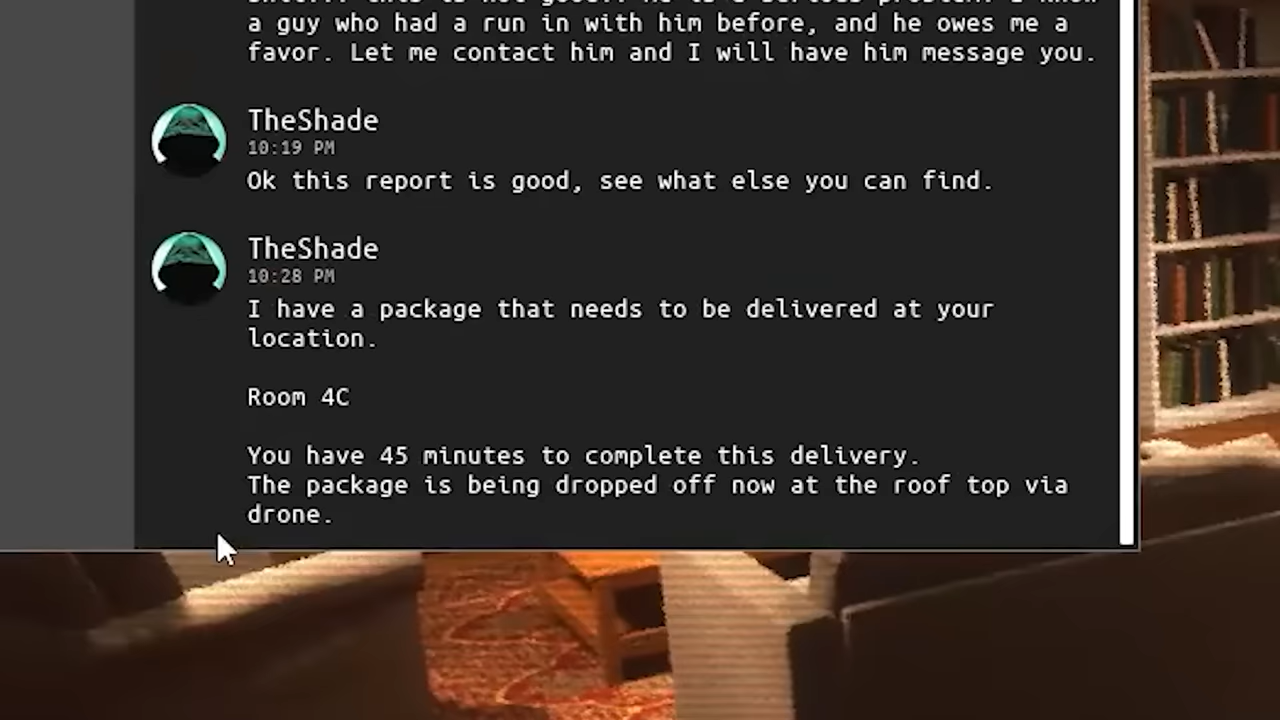 a guy who had a run in with him before, and he owes me a
favor. Let me contact him and I will have him message you.
TheShade
10:19 PM
Ok this report is good, see what else you can find.
TheShade
10:28 PM
I have a package that needs to be delivered at your
location.
Room 4C
You have 45 minutes to complete this delivery.
The package is being dropped off now at the roof top via
drone.